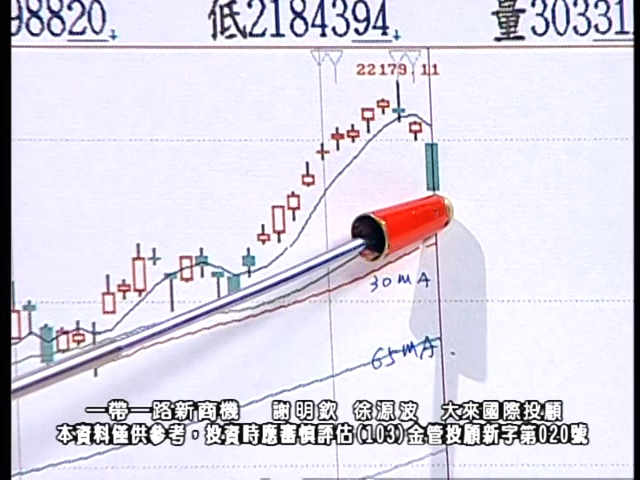 98820↓ 低2184394↓ 量303331
22179.11
30MA
65MA
一帶一路新商機 謝明欽 徐源波 大來國際投顧
本資料僅供參考，投資時應審慎評估(103)金管投顧新字第020號